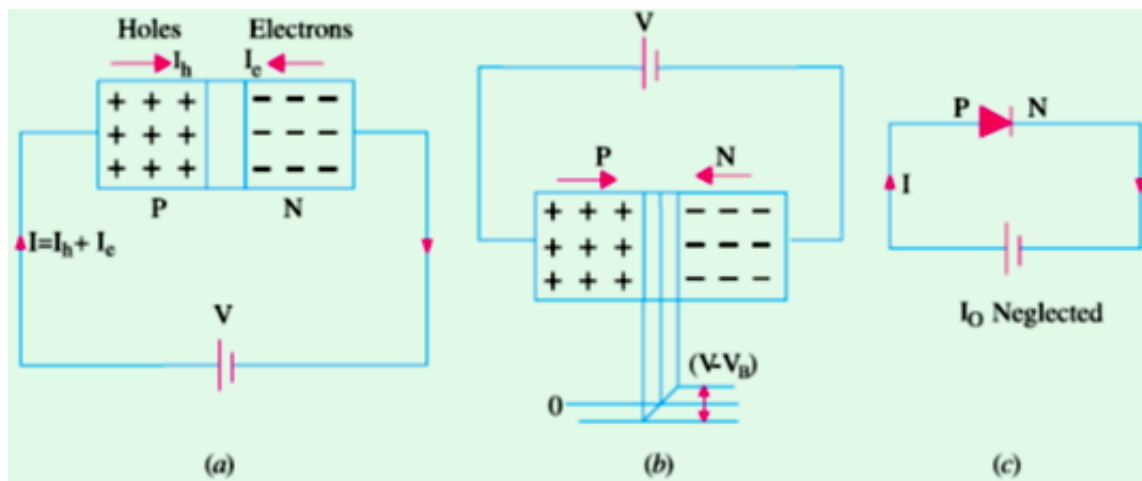 Holes Electrons
Ih Ie
+ + + − − −
+ + + − − −
+ + + − − −
P N
I=Ih+ Ie
V
(a)
V
P N
+ + + − − −
+ + + − − −
+ + + − − −
(V-VB)
0
(b)
P N
I
IO Neglected
(c)